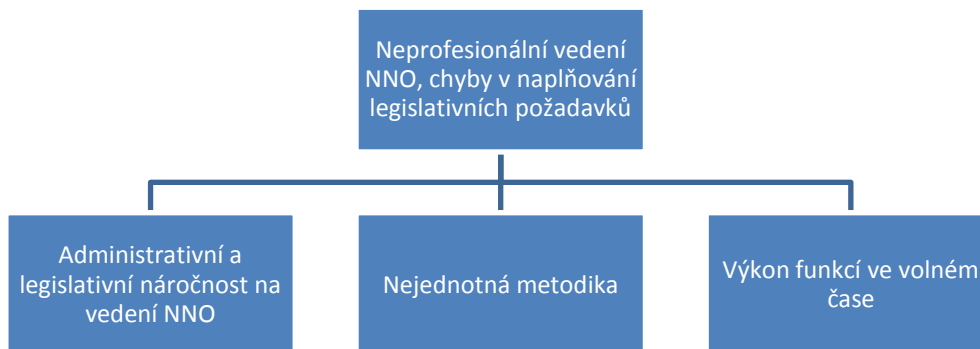 Neprofesionální vedení
NNO, chyby v naplňování
legislativních požadavků
Administrativní a
legislativní náročnost na
vedení NNO
Nejednotná metodika
Výkon funkcí ve volném
čase